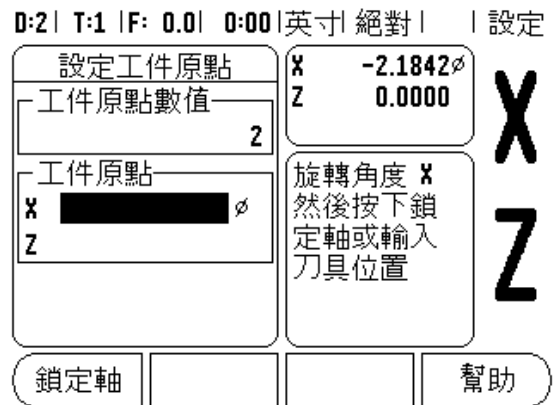 D:2| T:1 |F: 0.0| 0:00|英寸|絕對| |設定
設定工件原點
工件原點數值
2
工件原點
X ø
Z
X -2.1842ø
Z 0.0000
旋轉角度 X
然後按下鎖
定軸或輸入
刀具位置
X
Z
鎖定軸
幫助